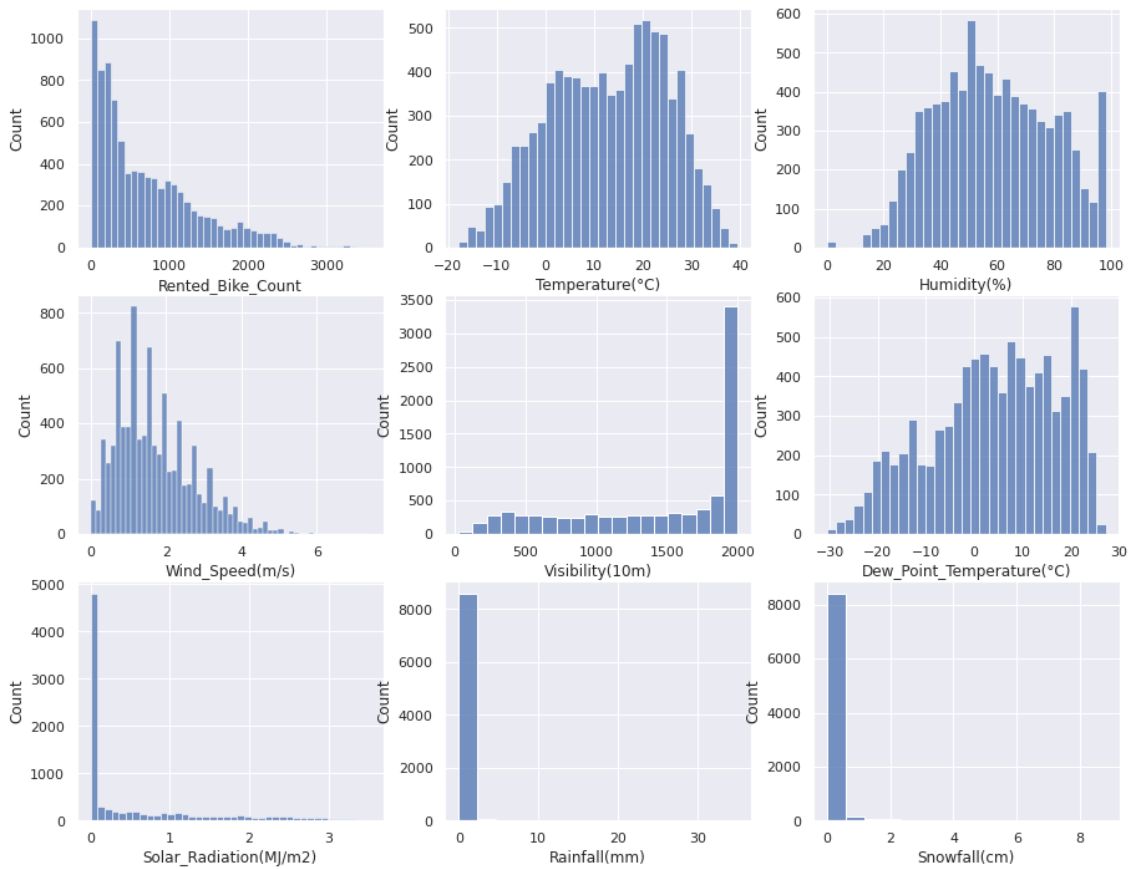 1000
800
600
400
200
0
Count
0 1000 2000 3000
Rented_Bike_Count
500
400
300
200
100
0
Count
−20 −10 0 10 20 30 40
Temperature(°C)
600
500
400
300
200
100
0
Count
0 20 40 60 80 100
Humidity(%)
800
600
400
200
0
Count
0 2 4 6
Wind_Speed(m/s)
3500
3000
2500
2000
1500
1000
500
0
Count
0 500 1000 1500 2000
Visibility(10m)
600
500
400
300
200
100
0
Count
−30 −20 −10 0 10 20 30
Dew_Point_Temperature(°C)
5000
4000
3000
2000
1000
0
Count
0 1 2 3
Solar_Radiation(MJ/m2)
8000
6000
4000
2000
0
Count
0 10 20 30
Rainfall(mm)
8000
6000
4000
2000
0
Count
0 2 4 6 8
Snowfall(cm)